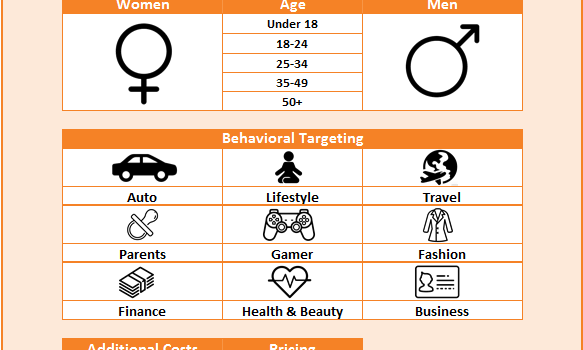 Women Age Men
Under 18
18-24
25-34
35-49
50+
Behavioral Targeting
Auto Lifestyle Travel
Parents Gamer Fashion
Finance Health & Beauty Business
Additional Costs Pricing